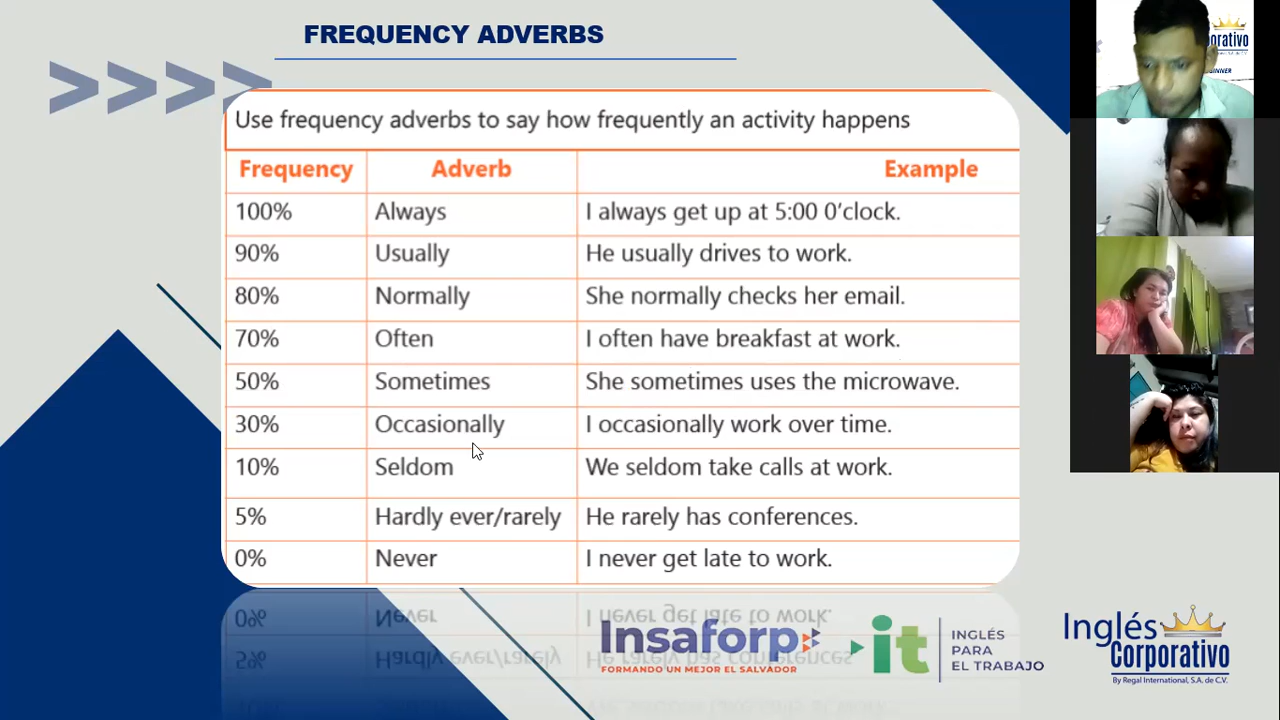 FREQUENCY ADVERBS
Use frequency adverbs to say how frequently an activity happens
Frequency Adverb Example
100% Always I always get up at 5:00 0’clock.
90% Usually He usually drives to work.
80% Normally She normally checks her email.
70% Often I often have breakfast at work.
50% Sometimes She sometimes uses the microwave.
30% Occasionally I occasionally work over time.
10% Seldom We seldom take calls at work.
5% Hardly ever/rarely He rarely has conferences.
0% Never I never get late to work.
Insaforp
FORMANDO UN MEJOR EL SALVADOR
it
INGLÉS
PARA
EL TRABAJO
Inglés
Corporativo
By Regal International, S.A. de C.V.